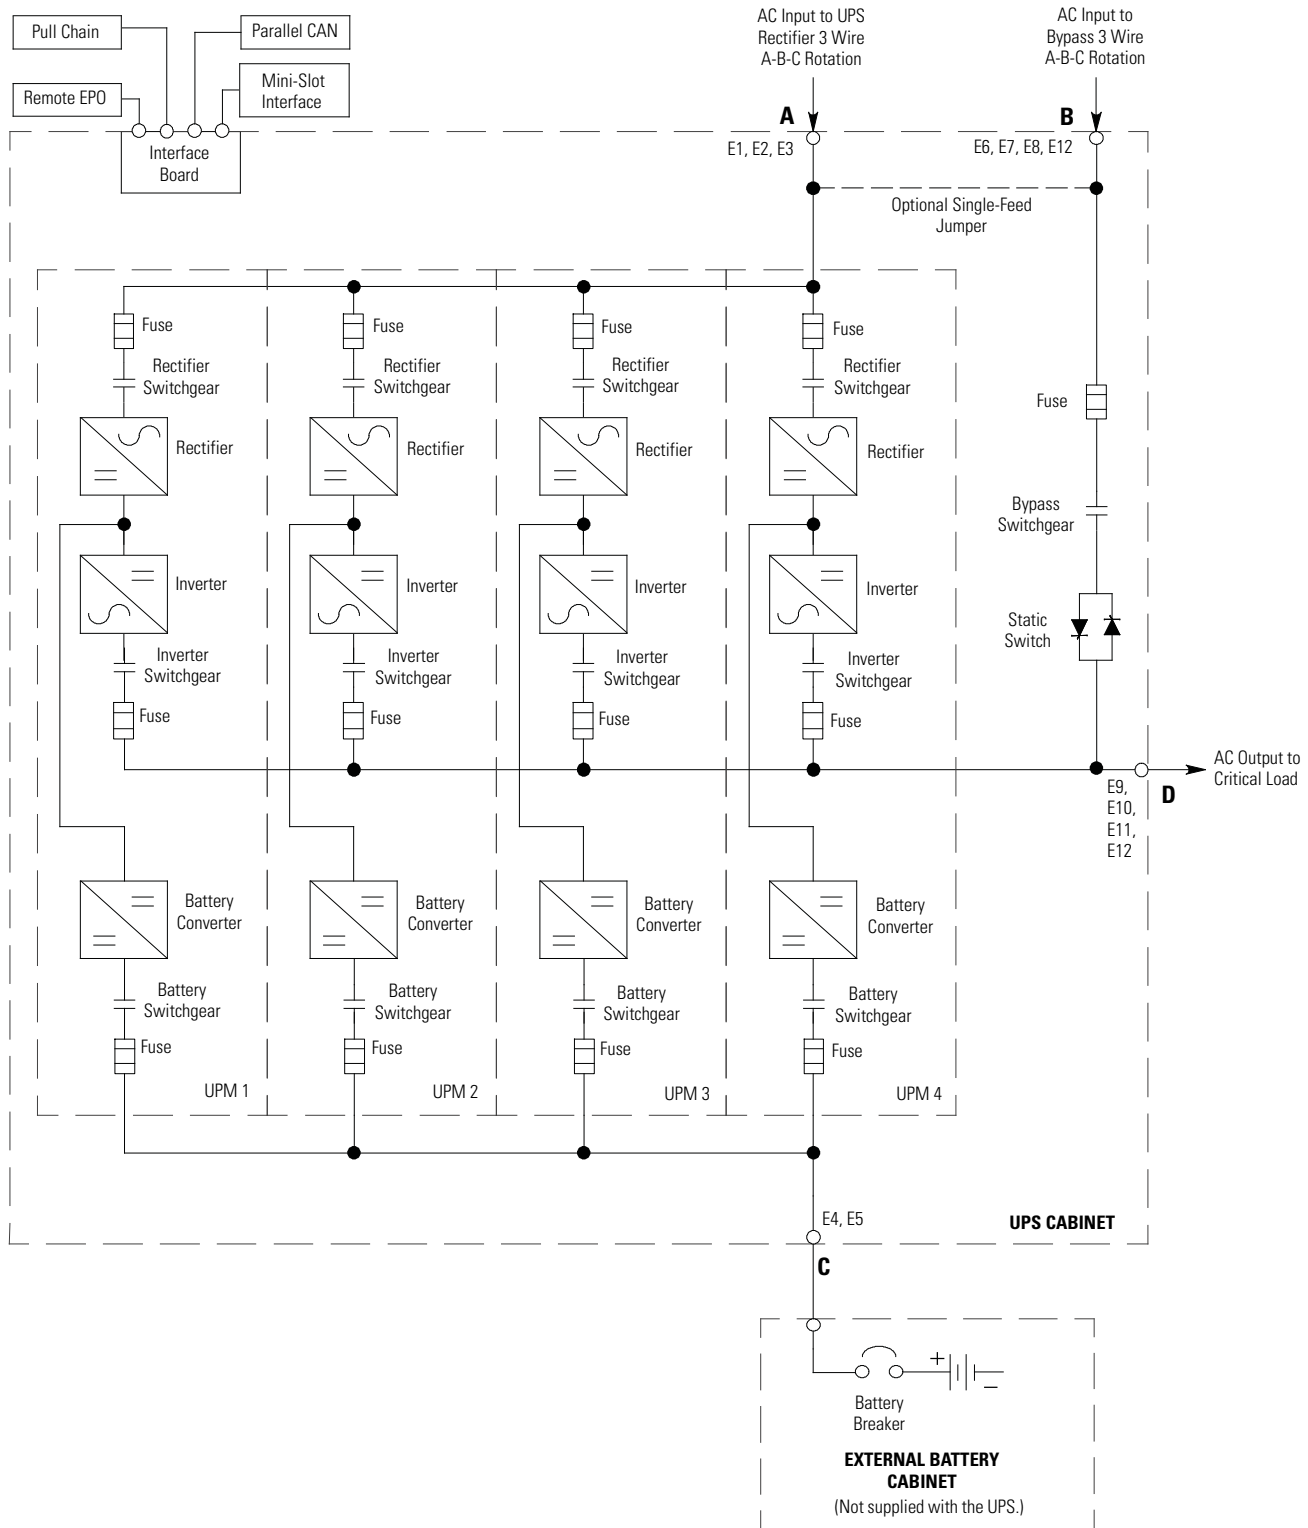 Pull Chain
Parallel CAN
Remote EPO
Mini-Slot
Interface
Interface
Board
AC Input to UPS
Rectifier 3 Wire
A-B-C Rotation
AC Input to
Bypass 3 Wire
A-B-C Rotation
A
B
E1, E2, E3
E6, E7, E8, E12
Optional Single-Feed
Jumper
Fuse
Rectifier
Switchgear
Rectifier
Inverter
Inverter
Switchgear
Fuse
Battery
Converter
Battery
Switchgear
Fuse
UPM 1
Fuse
Rectifier
Switchgear
Rectifier
Inverter
Inverter
Switchgear
Fuse
Battery
Converter
Battery
Switchgear
Fuse
UPM 2
Fuse
Rectifier
Switchgear
Rectifier
Inverter
Inverter
Switchgear
Fuse
Battery
Converter
Battery
Switchgear
Fuse
UPM 3
Fuse
Rectifier
Switchgear
Rectifier
Inverter
Inverter
Switchgear
Fuse
Battery
Converter
Battery
Switchgear
Fuse
UPM 4
Fuse
Bypass
Switchgear
Static
Switch
AC Output to
Critical Load
E9,
E10,
E11,
E12
D
E4, E5
UPS CABINET
C
+
–
Battery
Breaker
EXTERNAL BATTERY
CABINET
(Not supplied with the UPS.)